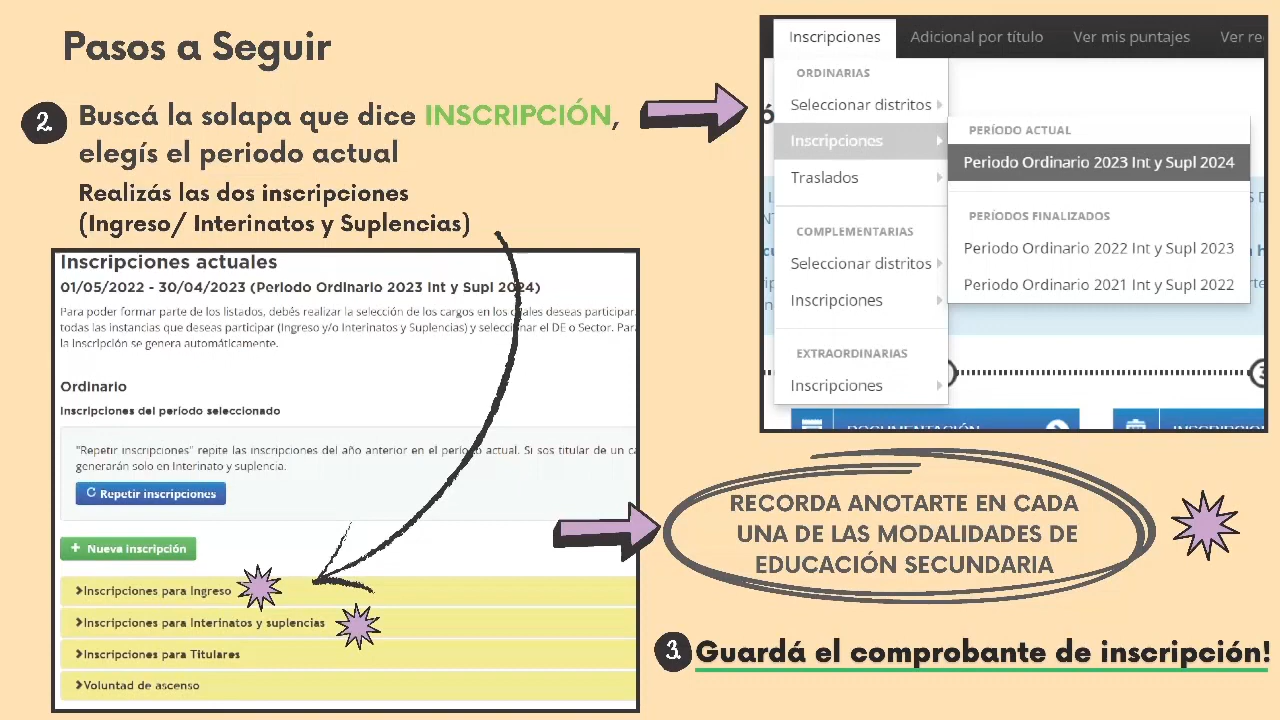 Pasos a Seguir
2. Buscá la solapa que dice INSCRIPCIÓN,
elegís el periodo actual
Realizás las dos inscripciones
(Ingreso/ Interinatos y Suplencias)
Inscripciones actuales
01/05/2022 - 30/04/2023 (Periodo Ordinario 2023 Int y Supl 2024)
Para poder formar parte de los listados, debés realizar la selección de los cargos en los cuales deseas participar.
todas las instancias que deseas participar (Ingreso y/o Interinatos y Suplencias) y seleccionar el DE o Sector.
la inscripción se genera automáticamente.
Ordinario
Inscripciones del período seleccionado
"Repetir inscripciones" repite las inscripciones del año anterior en el período actual. Si sos titular de un
generarán solo en Interinato y suplencia.
Repetir inscripciones
+ Nueva inscripción
Inscripciones para Ingreso
Inscripciones para Interinatos y suplencias
Inscripciones para Titulares
Voluntad de ascenso
Inscripciones Adicional por título Ver mis puntajes Ver
ORDINARIAS
Seleccionar distritos
Inscripciones
Traslados
COMPLEMENTARIAS
Seleccionar distritos
Inscripciones
EXTRAORDINARIAS
Inscripciones
PERÍODO ACTUAL
Periodo Ordinario 2023 Int y Supl 2024
PERÍODOS FINALIZADOS
Periodo Ordinario 2022 Int y Supl 2023
Periodo Ordinario 2021 Int y Supl 2022
DOCUMENTACIÓN
RECORDA ANOTARTE EN CADA
UNA DE LAS MODALIDADES DE
EDUCACIÓN SECUNDARIA
3. Guardá el comprobante de inscripción!